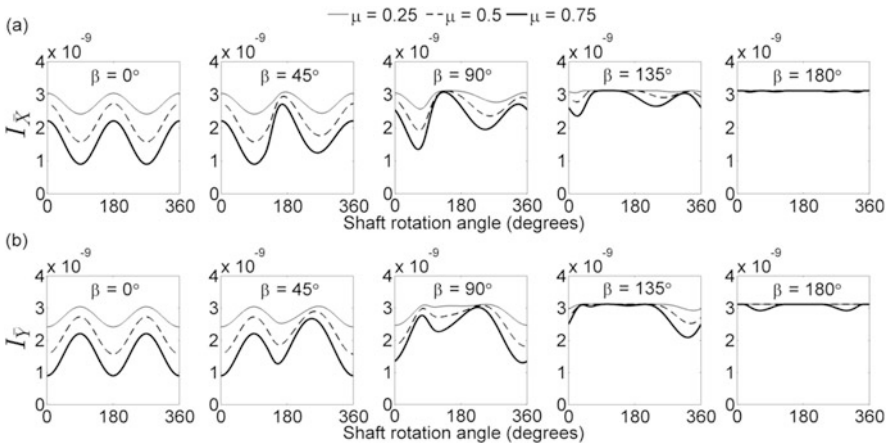 μ = 0.25 μ = 0.5 μ = 0.75
(a)
x 10⁻⁹ x 10⁻⁹ x 10⁻⁹ x 10⁻⁹ x 10⁻⁹
4 4 4 4 4
β = 0° β = 45° β = 90° β = 135° β = 180°
3 3 3 3 3
I X̄
2 2 2 2 2
1 1 1 1 1
0 0 0 0 0
0 180 360 0 180 360 0 180 360 0 180 360 0 180 360
Shaft rotation angle (degrees)
(b)
x 10⁻⁹ x 10⁻⁹ x 10⁻⁹ x 10⁻⁹ x 10⁻⁹
4 4 4 4 4
β = 0° β = 45° β = 90° β = 135° β = 180°
3 3 3 3 3
I Ȳ
2 2 2 2 2
1 1 1 1 1
0 0 0 0 0
0 180 360 0 180 360 0 180 360 0 180 360 0 180 360
Shaft rotation angle (degrees)